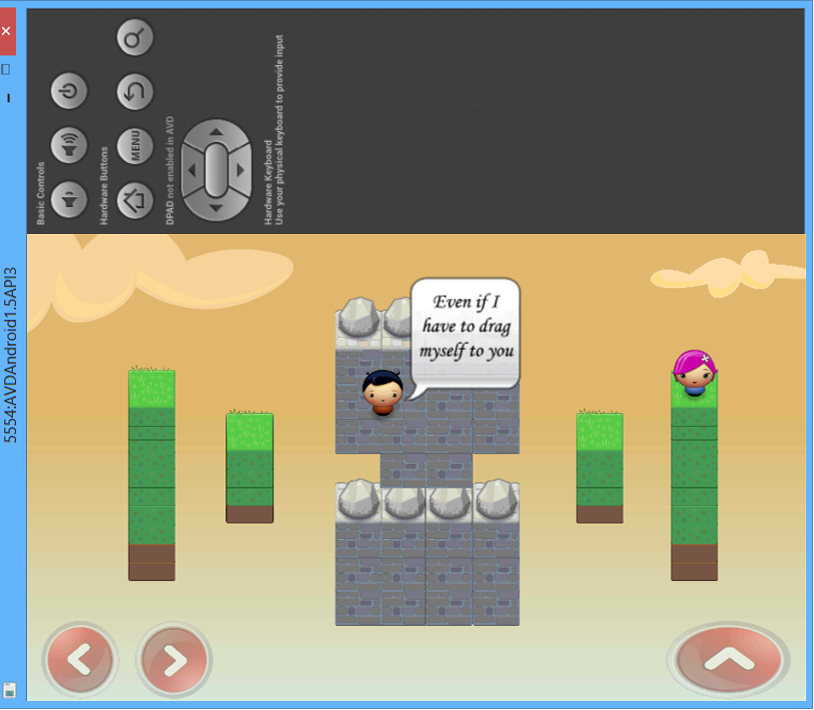 5554:AVDAndroid1.5API3
Basic Controls
Hardware Buttons
MENU
DPAD not enabled in AVD
Hardware Keyboard
Use your physical keyboard to provide input
Even if I
have to drag
myself to you